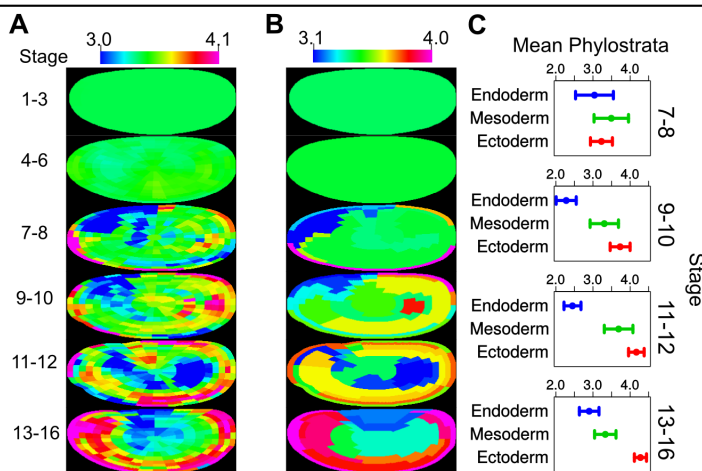 A
B
C
Stage
3.0
4.1
3.1
4.0
Mean Phylostrata
2.0 3.0 4.0
1-3
4-6
7-8
9-10
11-12
13-16
Endoderm
Mesoderm
Ectoderm
7-8
2.0 3.0 4.0
Endoderm
Mesoderm
Ectoderm
9-10
2.0 3.0 4.0
Endoderm
Mesoderm
Ectoderm
11-12
2.0 3.0 4.0
Endoderm
Mesoderm
Ectoderm
13-16
Stage